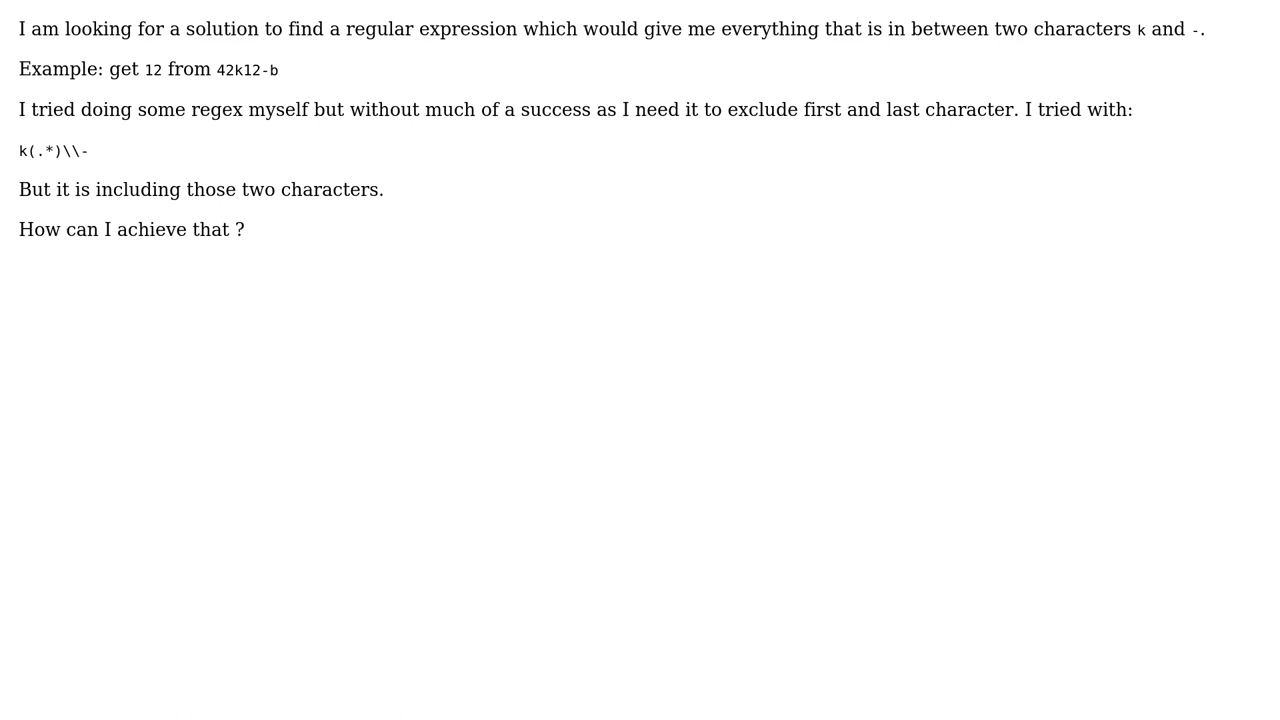 I am looking for a solution to find a regular expression which would give me everything that is in between two characters k and -.
Example: get 12 from 42k12-b
I tried doing some regex myself but without much of a success as I need it to exclude first and last character. I tried with:
k(.*)\\-
But it is including those two characters.
How can I achieve that ?